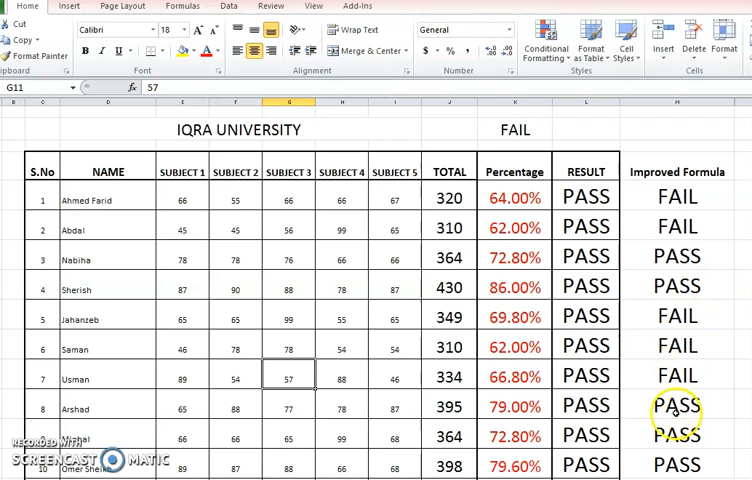 Home Insert Page Layout Formulas Data Review View Add-Ins
Cut
Copy
Format Painter
Calibri 18
Wrap Text
General
B I U
Merge & Center
$ % ,
Conditional Formatting
Format as Table
Cell Styles
Insert Delete Format
Font Alignment Number Styles Cells
G11 fx 57
B C D E F G H I J K L M
IQRA UNIVERSITY FAIL
S.No NAME SUBJECT 1 SUBJECT 2 SUBJECT 3 SUBJECT 4 SUBJECT 5 TOTAL Percentage RESULT Improved Formula
1 Ahmed Farid 66 55 66 66 67 320 64.00% PASS FAIL
2 Abdal 45 45 56 99 65 310 62.00% PASS FAIL
3 Nabiha 78 78 76 66 66 364 72.80% PASS PASS
4 Sherish 87 90 88 78 87 430 86.00% PASS PASS
5 Jahanzeb 65 65 99 55 65 349 69.80% PASS FAIL
6 Saman 46 78 78 54 54 310 62.00% PASS FAIL
7 Usman 89 54 57 88 46 334 66.80% PASS FAIL
8 Arshad 65 88 77 78 87 395 79.00% PASS PASS
66 66 65 99 68 364 72.80% PASS PASS
10 Omer Sheikh 89 87 88 66 68 398 79.60% PASS PASS
RECORDED WITH
SCREENCAST MATIC